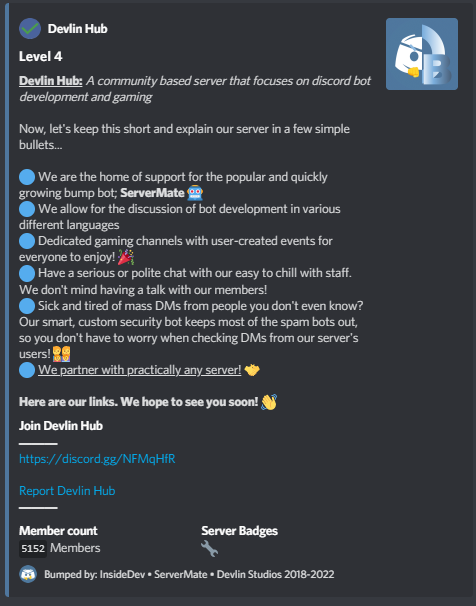 Devlin Hub
Level 4
Devlin Hub: A community based server that focuses on discord bot
development and gaming
Now, let's keep this short and explain our server in a few simple
bullets...
We are the home of support for the popular and quickly
growing bump bot; ServerMate
We allow for the discussion of bot development in various
different languages
Dedicated gaming channels with user-created events for
everyone to enjoy!
Have a serious or polite chat with our easy to chill with staff.
We don't mind having a talk with our members!
Sick and tired of mass DMs from people you don't even know?
Our smart, custom security bot keeps most of the spam bots out,
so you don't have to worry when checking DMs from our server's
users!
We partner with practically any server!
Here are our links. We hope to see you soon!
Join Devlin Hub
https://discord.gg/NFMqHfR
Report Devlin Hub
Member count
Server Badges
5152 Members
Bumped by: InsideDev • ServerMate • Devlin Studios 2018-2022